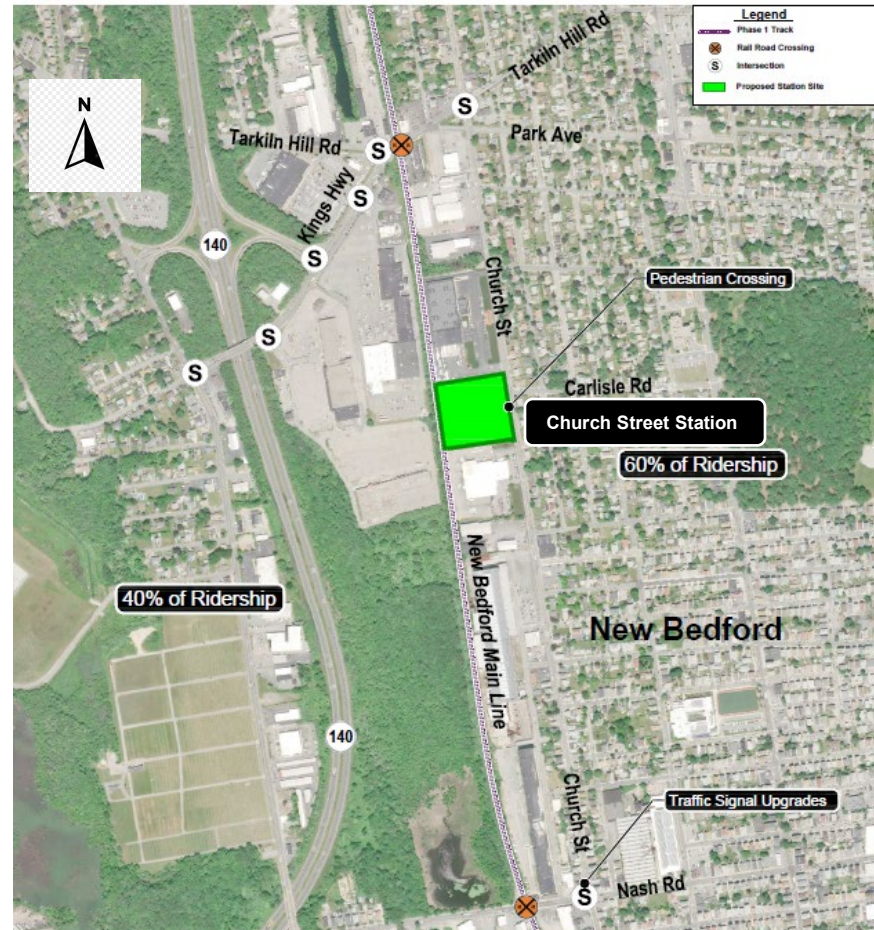 Legend
Phase 1 Track
Rail Road Crossing
S
Intersection
Proposed Station Site
N
Tarkiln Hill Rd
S
Park Ave
Tarkiln Hill Rd
S
Kings Hwy
S
140
S
Church St
Pedestrian Crossing
S
S
Carlisle Rd
Church Street Station
60% of Ridership
New Bedford Main Line
40% of Ridership
New Bedford
140
Church St
Traffic Signal Upgrades
S
Nash Rd